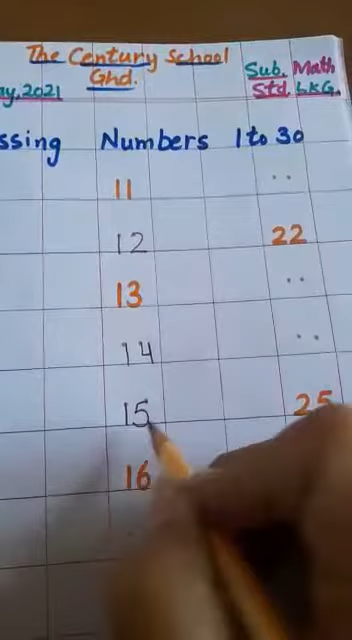 The Century School
Ghd.
Sub. Math
ay, 2021
Std. L.K.G.
ssing Numbers 1 to 30
11 ..
12 22
13 ..
14 ..
15 25
16